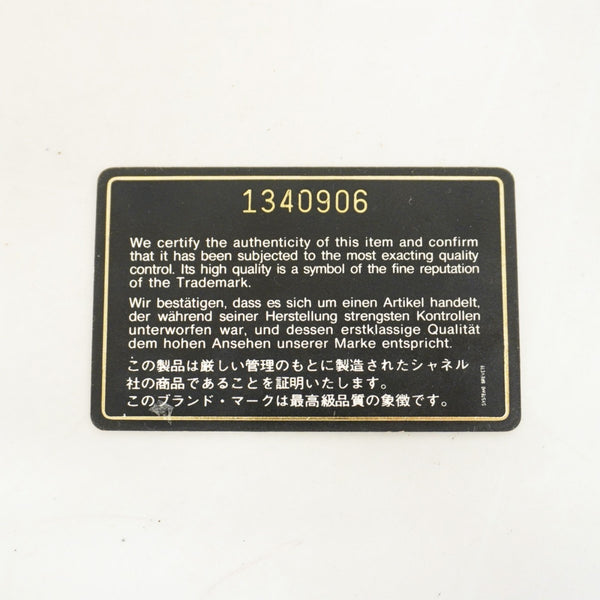 1340906
We certify the authenticity of this item and confirm
that it has been subjected to the most exacting quality
control. Its high quality is a symbol of the fine reputation
of the Trademark.
Wir bestätigen, dass es sich um einen Artikel handelt,
der während seiner Herstellung strengsten Kontrollen
unterworfen war, und dessen erstklassige Qualität
dem hohen Ansehen unserer Marke entspricht.
この製品は厳しい管理のもとに製造されたシャネル
社の商品であることを証明いたします。
このブランド・マークは最高級品質の象徴です。
SYSTEME BREVETE